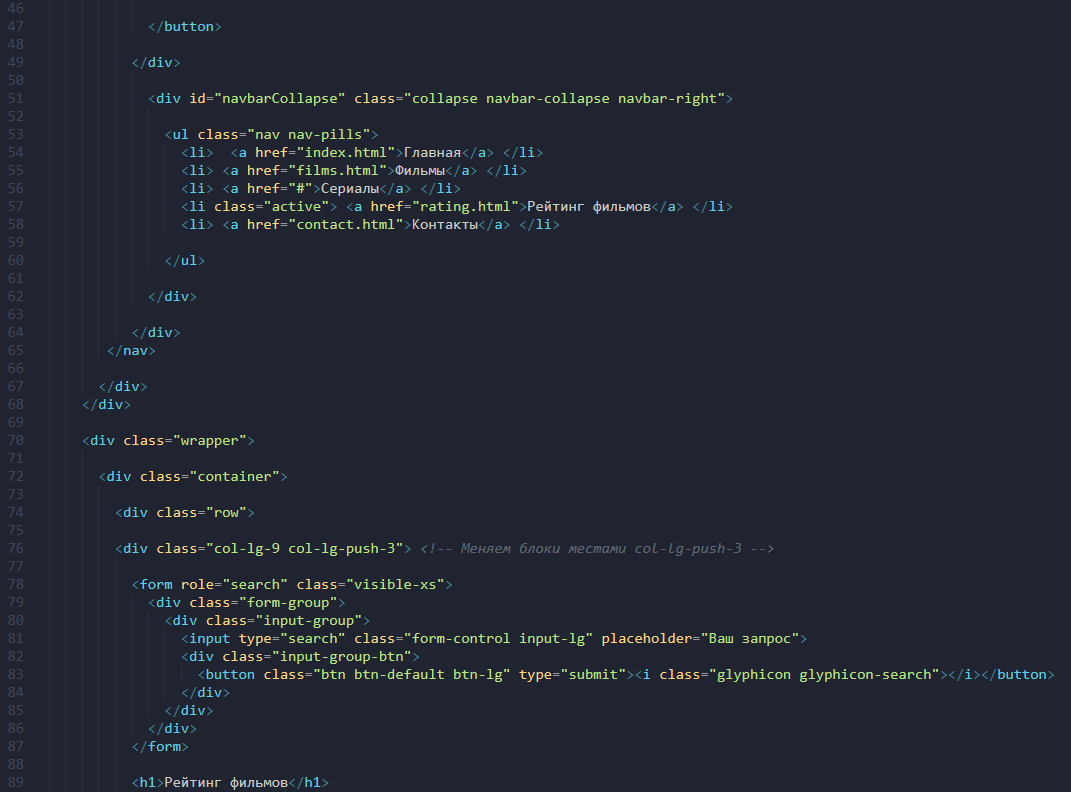 46
47 </button>
48
49 </div>
50
51 <div id="navbarCollapse" class="collapse navbar-collapse navbar-right">
52
53 <ul class="nav nav-pills">
54 <li>  <a href="index.html">Главная</a> </li>
55 <li> <a href="films.html">Фильмы</a> </li>
56 <li> <a href="#">Сериалы</a> </li>
57 <li class="active"> <a href="rating.html">Рейтинг фильмов</a> </li>
58 <li> <a href="contact.html">Контакты</a> </li>
59
60 </ul>
61
62 </div>
63
64 </div>
65 </nav>
66
67 </div>
68 </div>
69
70 <div class="wrapper">
71
72 <div class="container">
73
74 <div class="row">
75
76 <div class="col-lg-9 col-lg-push-3"> <!-- Меняем блоки местами col-lg-push-3 -->
77
78 <form role="search" class="visible-xs">
79 <div class="form-group">
80 <div class="input-group">
81 <input type="search" class="form-control input-lg" placeholder="Ваш запрос">
82 <div class="input-group-btn">
83 <button class="btn btn-default btn-lg" type="submit"><i class="glyphicon glyphicon-search"></i></button>
84 </div>
85 </div>
86 </div>
87 </form>
88
89 <h1>Рейтинг фильмов</h1>